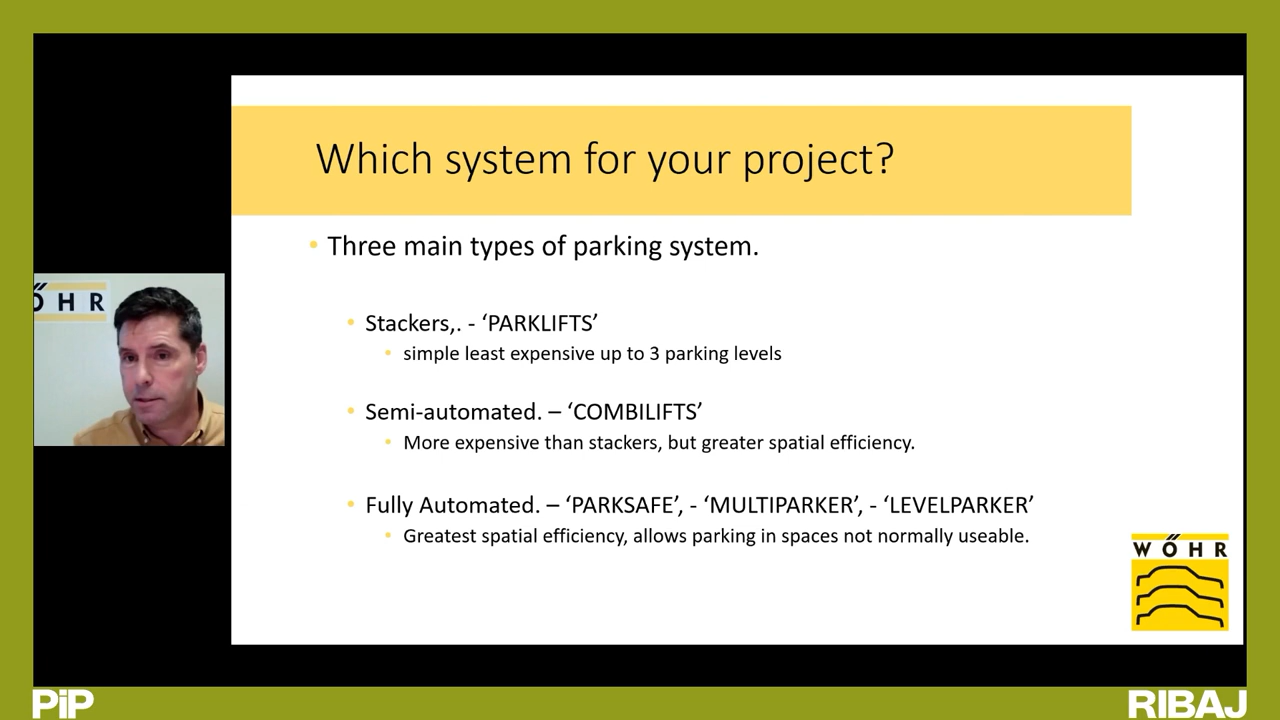 Which system for your project?
• Three main types of parking system.
• Stackers,. - ‘PARKLIFTS’
• simple least expensive up to 3 parking levels
• Semi-automated. – ‘COMBILIFTS’
• More expensive than stackers, but greater spatial efficiency.
• Fully Automated. – ‘PARKSAFE’, - ‘MULTIPARKER’, - ‘LEVELPARKER’
• Greatest spatial efficiency, allows parking in spaces not normally useable.
ŐHR
WŐHR
PiP
RIBAJ